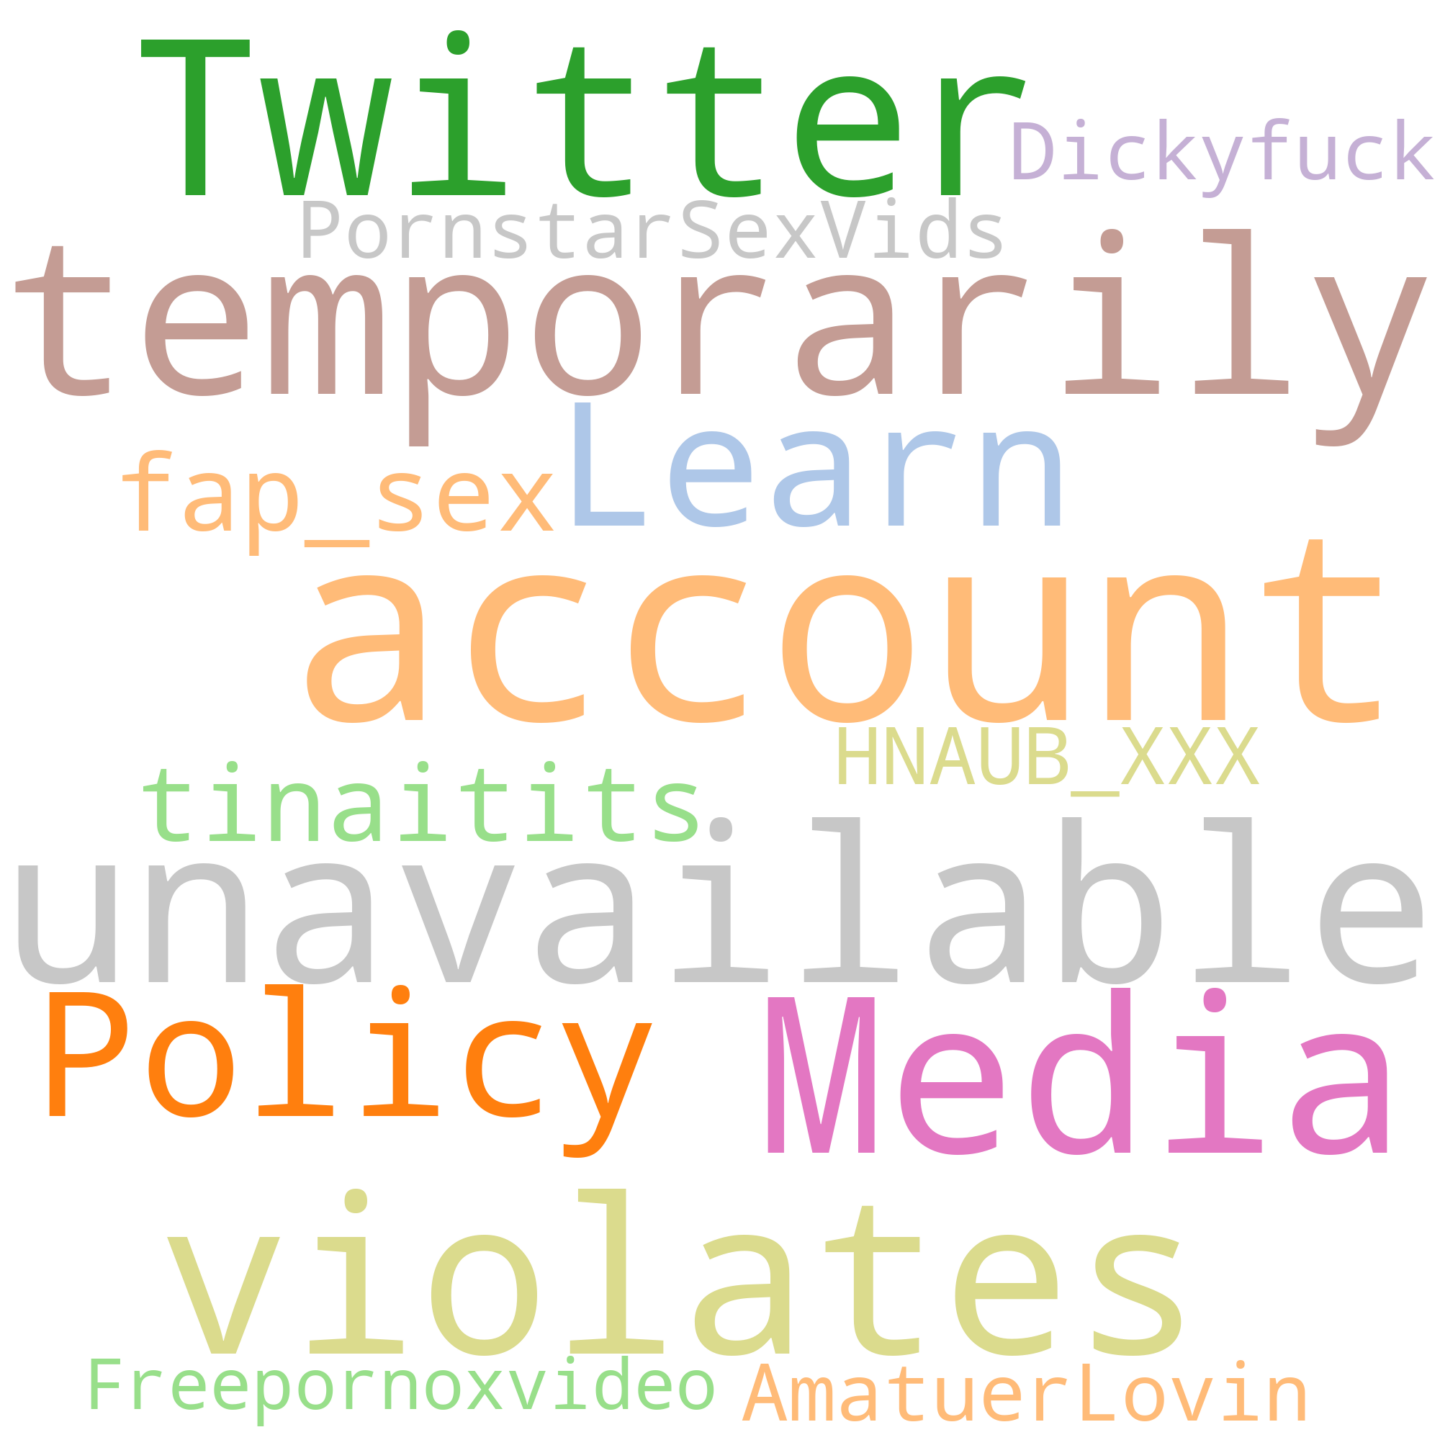 Twitter
Dickyfuck
PornstarSexVids
temporarily
Learn
fap_sex
account
HNAUB_XXX
tinaitits
unavailable
Policy
Media
violates
Freepornoxvideo
AmatuerLovin